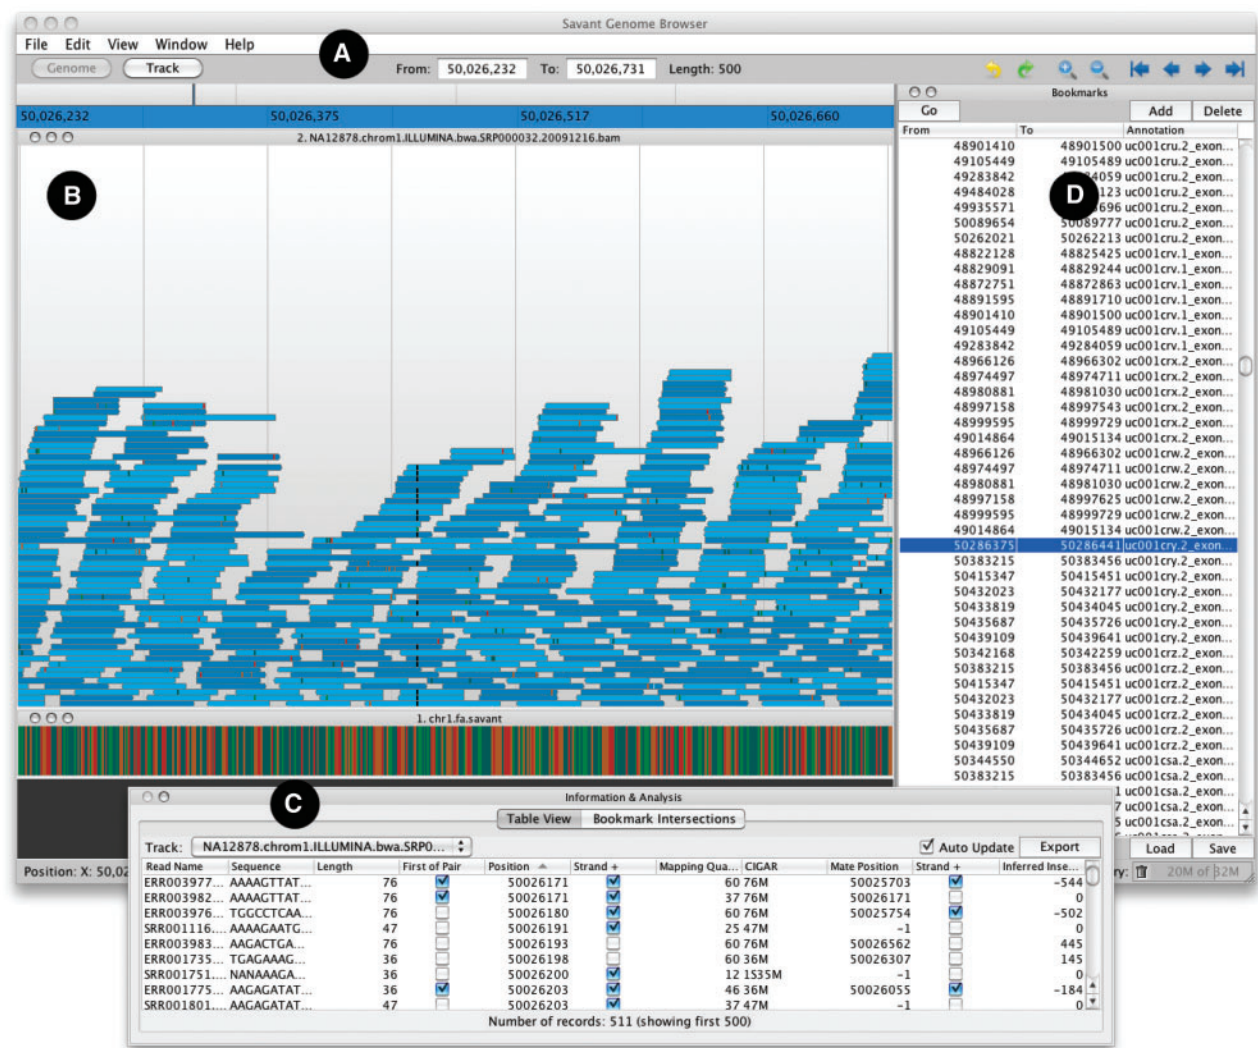 Savant Genome Browser
File Edit View Window Help
A
Genome Track From: 50,026,232 To: 50,026,731 Length: 500
Bookmarks
Go Add Delete
50,026,232 50,026,375 50,026,517 50,026,660
From To Annotation
2. NA12878.chrom1.ILLUMINA.bwa.SRP000032.20091216.bam
B
D
48901410 48901500 uc001cru.2_exon...
49105449 49105489 uc001cru.2_exon...
49283842 4059 uc001cru.2_exon...
49484028 123 uc001cru.2_exon...
49935571 696 uc001cru.2_exon...
50089654 50089777 uc001cru.2_exon...
50262021 50262213 uc001cru.2_exon...
48822128 48825425 uc001crv.1_exon...
48829091 48829244 uc001crv.1_exon...
48872751 48872863 uc001crv.1_exon...
48891595 48891710 uc001crv.1_exon...
48901410 48901500 uc001crv.1_exon...
49105449 49105489 uc001crv.1_exon...
49283842 49284059 uc001crv.1_exon...
48966126 48966302 uc001crx.2_exon...
48974497 48974711 uc001crx.2_exon...
48980881 48981030 uc001crx.2_exon...
48997158 48997543 uc001crx.2_exon...
48999595 48999729 uc001crx.2_exon...
49014864 49015134 uc001crx.2_exon...
48966126 48966302 uc001crw.2_exon...
48974497 48974711 uc001crw.2_exon...
48980881 48981030 uc001crw.2_exon...
48997158 48997625 uc001crw.2_exon...
48999595 48999729 uc001crw.2_exon...
49014864 49015134 uc001crw.2_exon...
50286375 50286441 uc001cry.2_exon...
50383215 50383456 uc001cry.2_exon...
50415347 50415451 uc001cry.2_exon...
50432023 50432177 uc001cry.2_exon...
50433819 50434045 uc001cry.2_exon...
50435687 50435726 uc001cry.2_exon...
50439109 50439641 uc001cry.2_exon...
50342168 50342259 uc001crz.2_exon...
50383215 50383456 uc001crz.2_exon...
50415347 50415451 uc001crz.2_exon...
50432023 50432177 uc001crz.2_exon...
50433819 50434045 uc001crz.2_exon...
50435687 50435726 uc001crz.2_exon...
50439109 50439641 uc001crz.2_exon...
50344550 50344652 uc001csa.2_exon...
50383215 50383456 uc001csa.2_exon...
1 uc001csa.2_exon...
7 uc001csa.2_exon...
5 uc001csa.2_exon...
1. chr1.fa.savant
Load Save
Position: X: 50,02
ry: 20M of 32M
C
Information & Analysis
Table View Bookmark Intersections
Track: NA12878.chrom1.ILLUMINA.bwa.SRP0... Auto Update Export
Read Name Sequence Length First of Pair Position Strand + Mapping Qua... CIGAR Mate Position Strand + Inferred Inse...
ERR003977... AAAAGTTAT... 76 50026171 60 76M 50025703 -544
ERR003982... AAAAGTTAT... 76 50026171 37 76M 50026171 0
ERR003976... TGGCCTCAA... 76 50026180 60 76M 50025754 -502
SRR001116.... AAAAGAATG... 47 50026191 25 47M -1 0
ERR003983... AAGACTGA... 76 50026193 60 76M 50026562 445
ERR001735... TGAGAAAG... 36 50026198 60 36M 50026307 145
SRR001751.... NANAAAGA... 36 50026200 12 1S35M -1 0
ERR001775... AAGAGATAT... 36 50026203 46 36M 50026055 -184
SRR001801.... AAGAGATAT... 47 50026203 37 47M -1 0
Number of records: 511 (showing first 500)